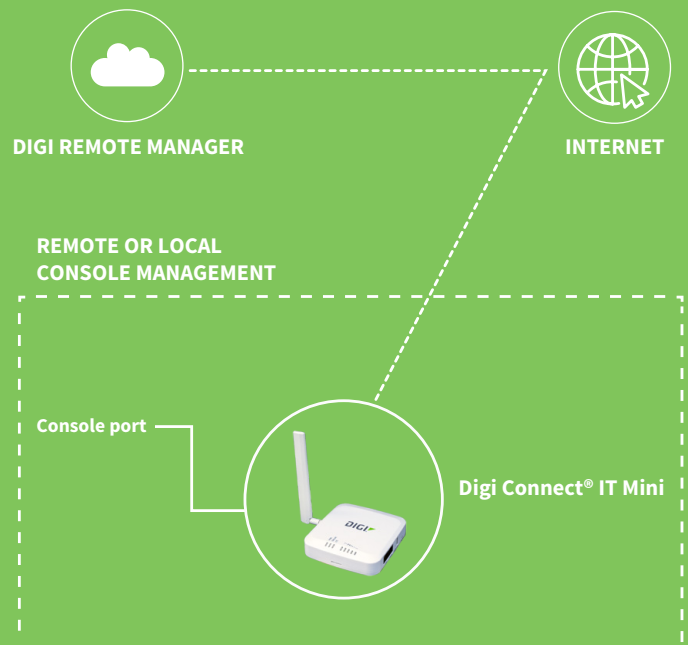 DIGI REMOTE MANAGER
INTERNET
REMOTE OR LOCAL
CONSOLE MANAGEMENT
Console port
Digi Connect® IT Mini
DIGI